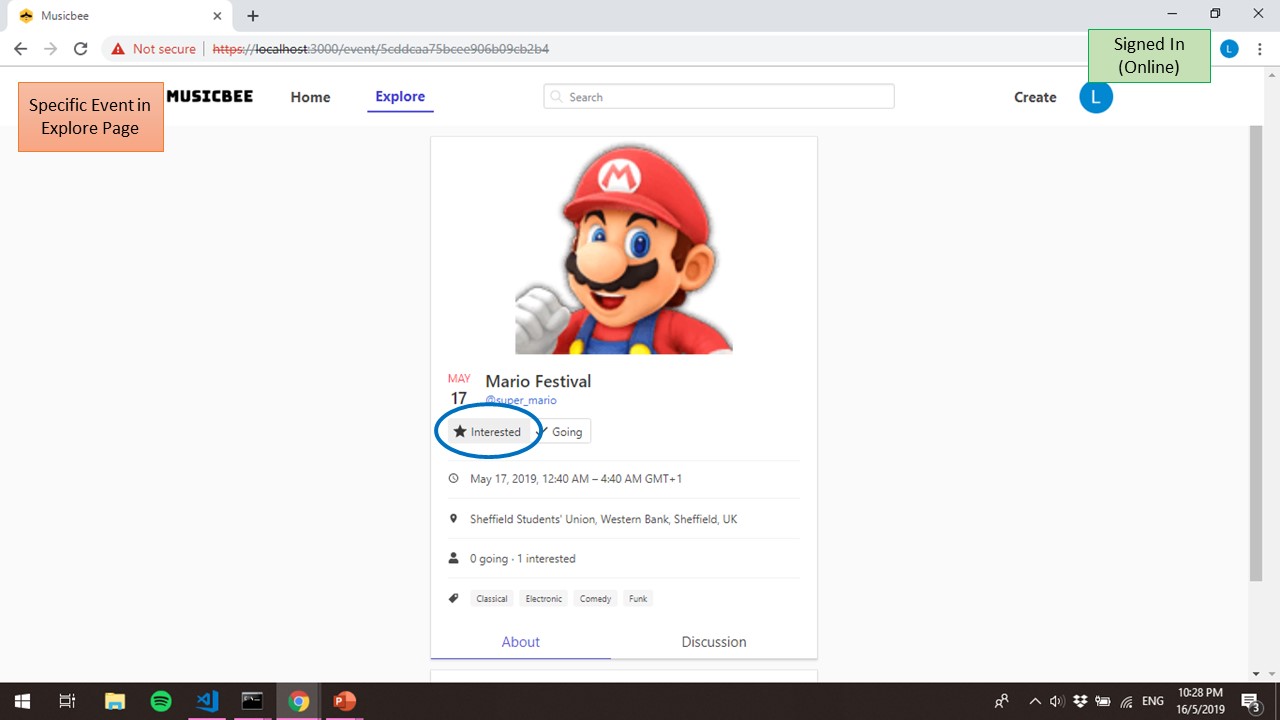 Musicbee
Not secure
https://localhost:3000/event/5cddcaa75bcee906b09cb2b4
L
Signed In
(Online)
Specific Event in
Explore Page
MUSICBEE
Home
Explore
Search
Create
L
M
MAY
17
Mario Festival
@super_mario
Interested
Going
May 17, 2019, 12:40 AM – 4:40 AM GMT+1
Sheffield Students' Union, Western Bank, Sheffield, UK
0 going · 1 interested
Classical Electronic Comedy Funk
About
Discussion
ENG
10:28 PM
16/5/2019
3